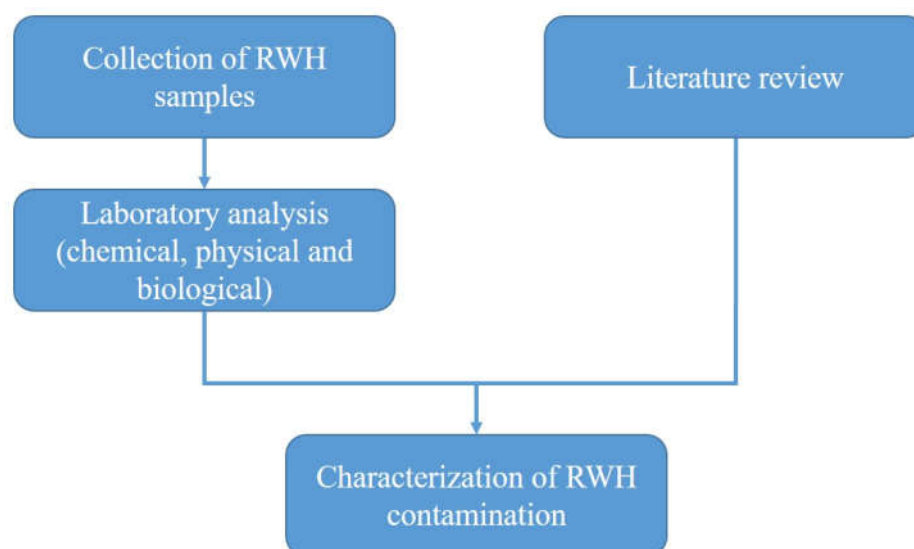 Collection of RWH
samples
Literature review
Laboratory analysis
(chemical, physical and
biological)
Characterization of RWH
contamination